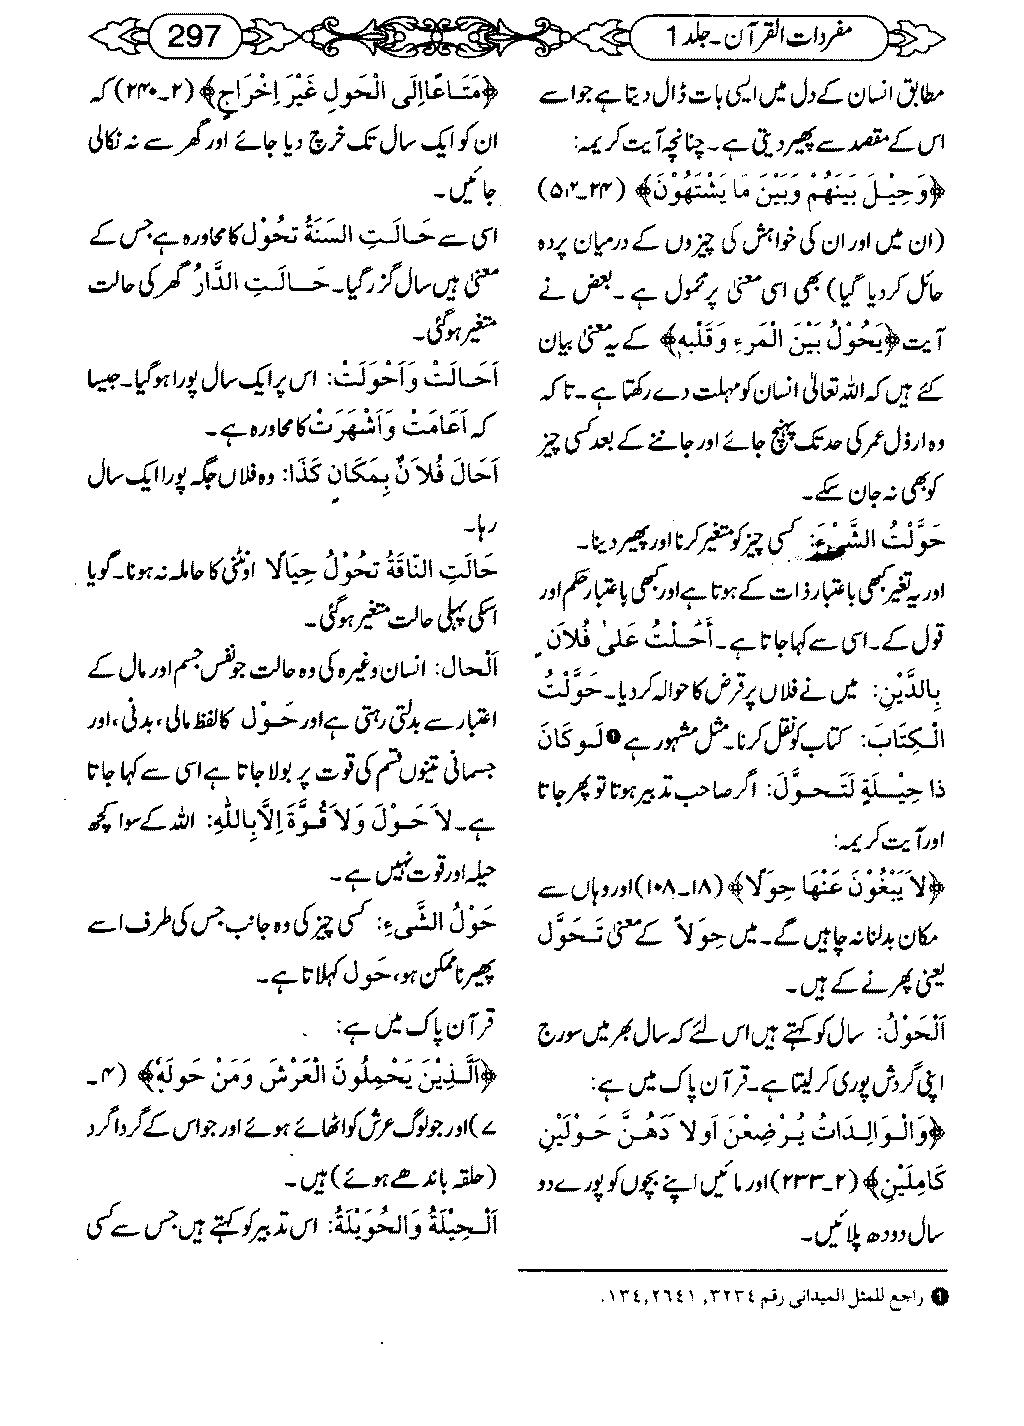 مفردات القرآن ۔ جلد 1
297
مطابق انسان کے دل میں ایسی بات ڈال دیتا ہے جو اسے
اس کے مقصد سے پھیر دیتی ہے۔ چنانچہ آیت کریمہ:
﴿وَحِيْلَ بَيْنَهُمْ وَبَيْنَ مَا يَشْتَهُوْنَ﴾ (۳۴۔۵۴)
(ان میں اور ان کی خواہش کی چیزوں کے درمیان پردہ
حائل کر دیا گیا) بھی اسی معنی پر محمول ہے ۔ بعض نے
آیت ﴿يَحُوْلُ بَيْنَ الْمَرْءِ وَقَلْبِهٖ﴾ کے یہ معنیٰ بیان
کئے ہیں کہ اللہ تعالیٰ انسان کو مہلت دے رکھتا ہے ۔ تا کہ
وہ ارذل عمر کی حد تک پہنچ جائے اور جاننے کے بعد کسی چیز
کو بھی نہ جان سکے۔
حَوَّلْتُ الشَّيْءَ: کسی چیز کو متغیر کرنا اور پھیر دینا۔
اور یہ تغیر کبھی باعتبار ذات کے ہوتا ہے اور کبھی باعتبار حکم اور
قول کے۔ اسی سے کہا جاتا ہے۔ أَحَلْتُ عَلىٰ فُلَانٍ
بِالدَّيْنِ: میں نے فلاں پر قرض کا حوالہ کر دیا۔ حَوَّلْتُ
الْكِتَابَ: کتاب کو نقل کرنا۔ مثل مشہور ہے ❶ لَوْ كَانَ
ذَا حِيْلَةٍ لَتَحَوَّلَ: اگر صاحب تدبیر ہوتا تو پھر جاتا
اور آیت کریمہ:
﴿لَا يَبْغُوْنَ عَنْهَا حِوَلًا﴾ (۱۸۔۱۰۸) اور وہاں سے
مکان بدلنا نہ چاہیں گے۔ میں حِوَلًا کے معنی تَحَوُّل
یعنی پھرنے کے ہیں۔
اَلْحَوْلُ: سال کو کہتے ہیں اس لئے کہ سال بھر میں سورج
اپنی گردش پوری کر لیتا ہے۔ قرآن پاک میں ہے:
﴿وَالْوَالِدَاتُ يُرْضِعْنَ اَوْلَادَهُنَّ حَوْلَيْنِ
كَامِلَيْنِ﴾ (۲۔۲۳۳) اور مائیں اپنے بچوں کو پورے دو
سال دودھ پلائیں۔
❶ راجع للمثل الميدانى رقم ٣٢٣٤، ٢٦٤١، ١٣٤.
﴿مَتَاعًا اِلَى الْحَوْلِ غَيْرَ اِخْرَاجٍ﴾ (۲۔۲۴۰) کہ
ان کو ایک سال تک خرچ دیا جائے اور گھر سے نہ نکالی
جائیں۔
اسی سے حَالَتِ السَّنَةُ تَحُوْل کا محاورہ ہے جس کے
معنیٰ ہیں سال گزر گیا۔ حَالَتِ الدَّارُ گھر کی حالت
متغیر ہو گئی۔
اَحَالَتْ وَاَحْوَلَتْ: اس پر ایک سال پورا ہو گیا۔ جیسا
کہ اَعَامَتْ وَاَشْهَرَتْ کا محاورہ ہے۔
اَحَالَ فُلَانٌ بِمَكَانِ كَذَا: وہ فلاں جگہ پورا ایک سال
رہا۔
حَالَتِ النَّاقَةُ تَحُوْلُ حِيَالًا اونٹنی کا حاملہ نہ ہونا۔ گویا
اسکی پہلی حالت متغیر ہو گئی۔
اَلْحَال: انسان وغیرہ کی وہ حالت جو نفس جسم اور مال کے
اعتبار سے بدلتی رہتی ہے اور حَوْل کا لفظ مالی، بدنی، اور
جسمانی تینوں قسم کی قوت پر بولا جاتا ہے اسی سے کہا جاتا
ہے۔ لَا حَوْلَ وَلَا قُوَّةَ اِلَّا بِاللهِ: اللہ کے سوا کچھ
حیلہ اور قوت نہیں ہے۔
حَوْلُ الشَّيْءِ: کسی چیز کی وہ جانب جس کی طرف اسے
پھیرنا ممکن ہو، حَوْل کہلاتا ہے۔
قرآن پاک میں ہے:
﴿اَلَّذِيْنَ يَحْمِلُونَ الْعَرْشَ وَمَنْ حَوْلَهٗ﴾ (۴۰۔
۷) اور جو لوگ عرش کو اٹھائے ہوئے اور جو اس کے گردا گرد
(حلقہ باندھے ہوئے) ہیں۔
اَلْحِيْلَةُ وَالْحُوَيْلَةُ: اس تدبیر کو کہتے ہیں جس سے کسی